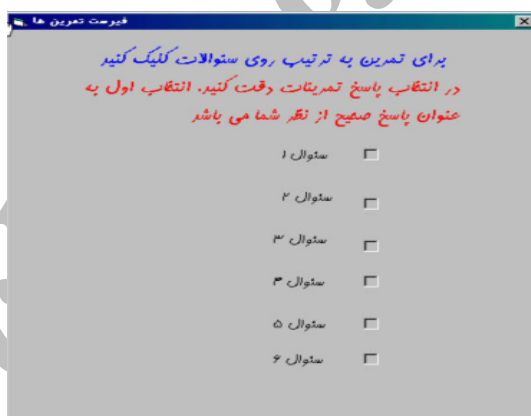 فهرست تمرین ها
برای تمرین به ترتیب روی سئوالات کلیک کنید
در انتخاب پاسخ تمرینات دقت کنید. انتخاب اول به
عنوان پاسخ صحیح از نظر شما می باشد
سئوال ۱
سئوال ۲
سئوال ۳
سئوال ۴
سئوال ۵
سئوال ۶